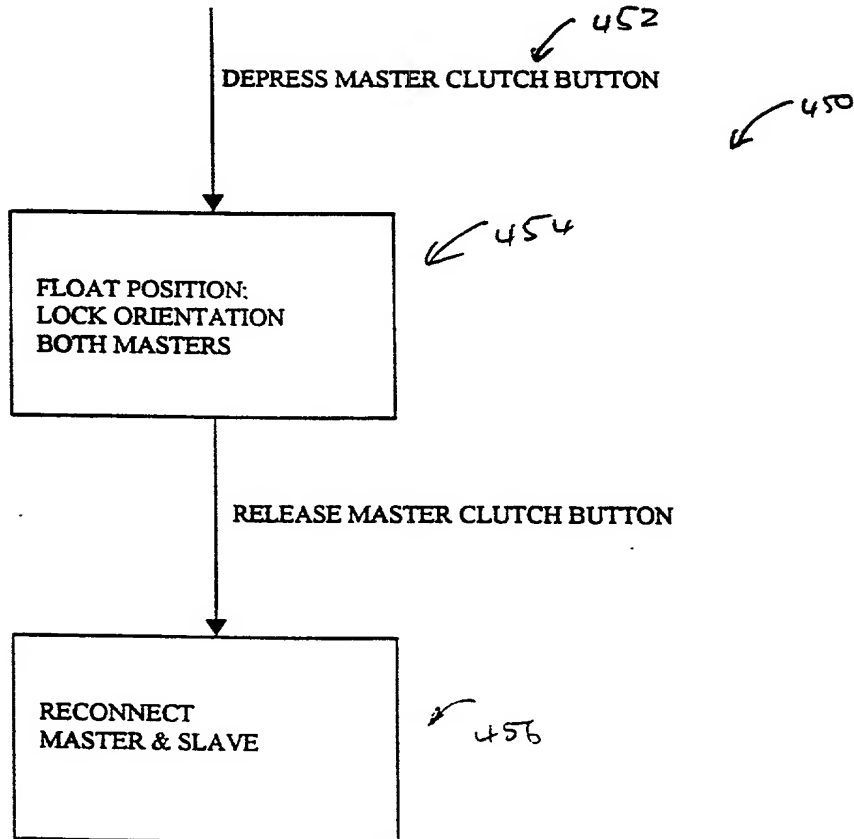 452
DEPRESS MASTER CLUTCH BUTTON
450
454
FLOAT POSITION:
LOCK ORIENTATION
BOTH MASTERS
RELEASE MASTER CLUTCH BUTTON
RECONNECT
MASTER & SLAVE
456